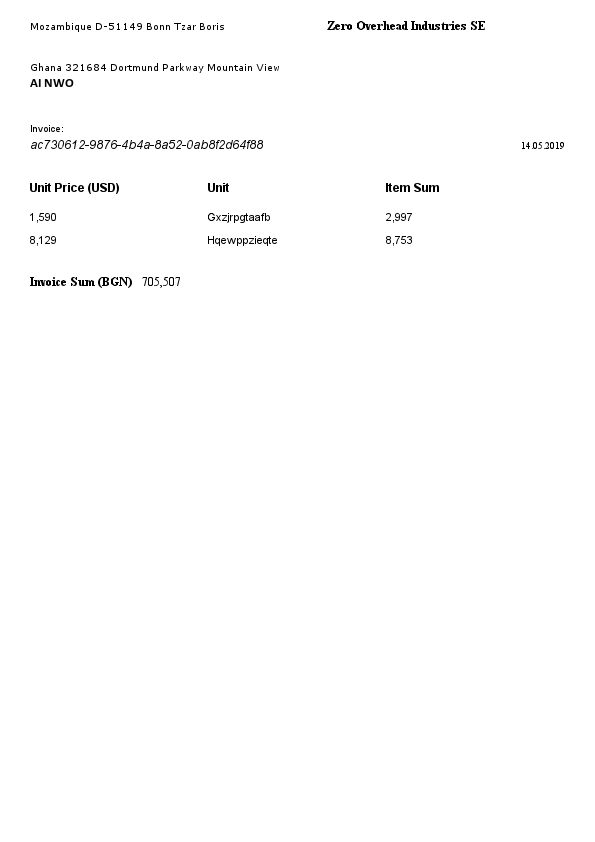 Mozambique D-51149 Bonn Tzar Boris
Zero Overhead Industries SE
Ghana 321684 Dortmund Parkway Mountain View
AI NWO
Invoice:
ac730612-9876-4b4a-8a52-0ab8f2d64f88
14.05.2019
Unit Price (USD) Unit Item Sum
1,590 Gxzjrpgtaafb 2,997
8,129 Hqewppzieqte 8,753
Invoice Sum (BGN) 705,507